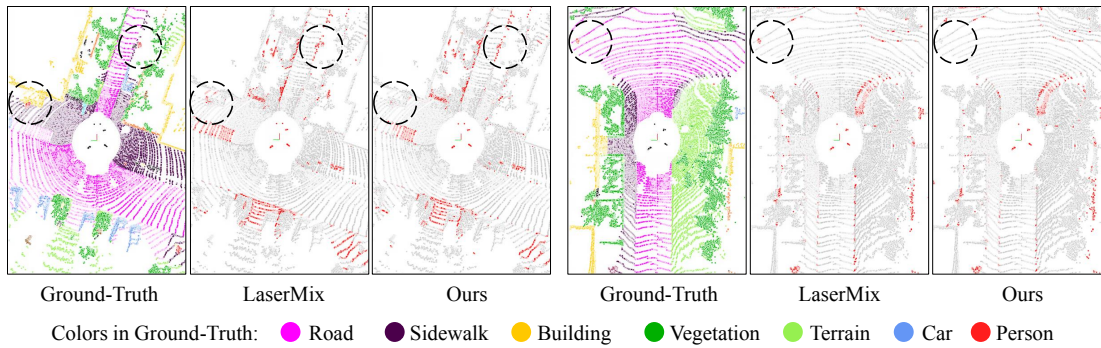 Ground-Truth LaserMix Ours Ground-Truth LaserMix Ours
Colors in Ground-Truth: Road Sidewalk Building Vegetation Terrain Car Person